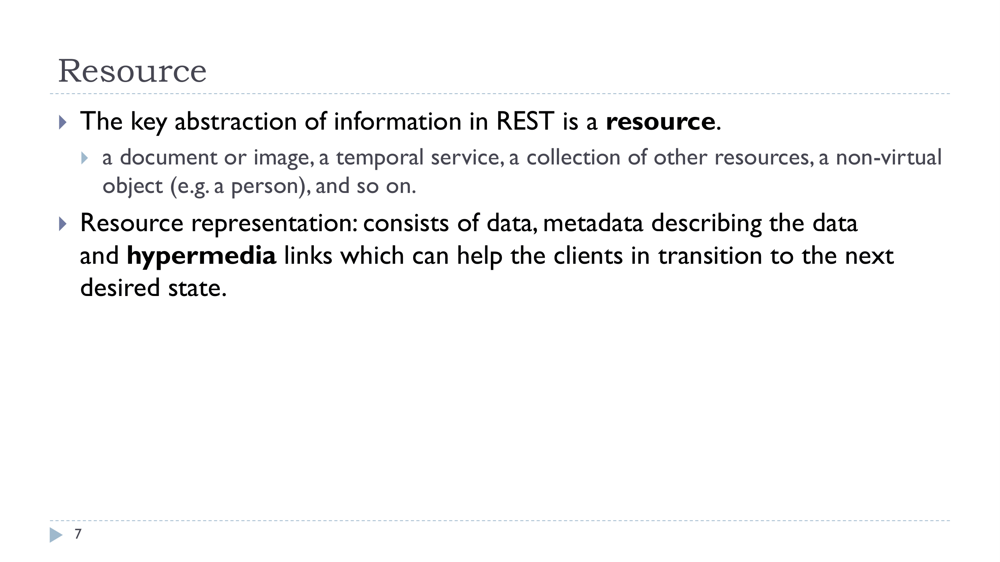 Resource
The key abstraction of information in REST is a resource.
a document or image, a temporal service, a collection of other resources, a non-virtual
object (e.g. a person), and so on.
Resource representation: consists of data, metadata describing the data
and hypermedia links which can help the clients in transition to the next
desired state.
7